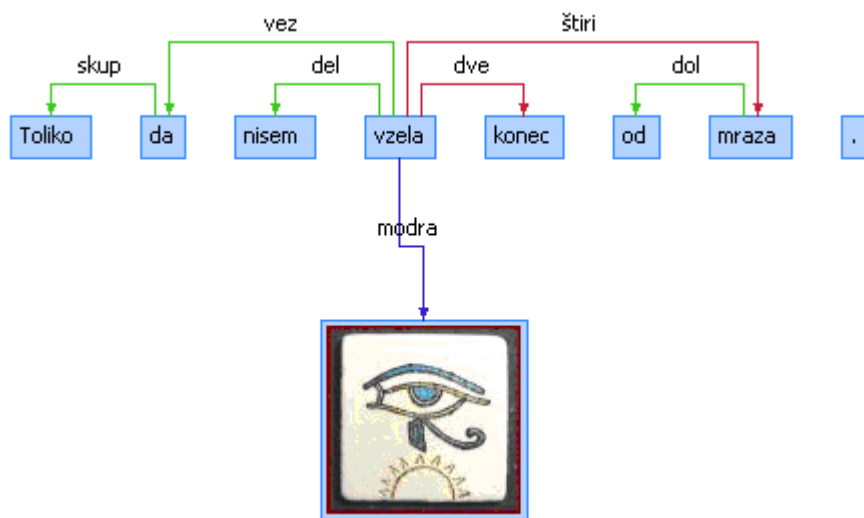 vez štiri
skup del dve dol
Toliko da nisem vzela konec od mraza .
modra